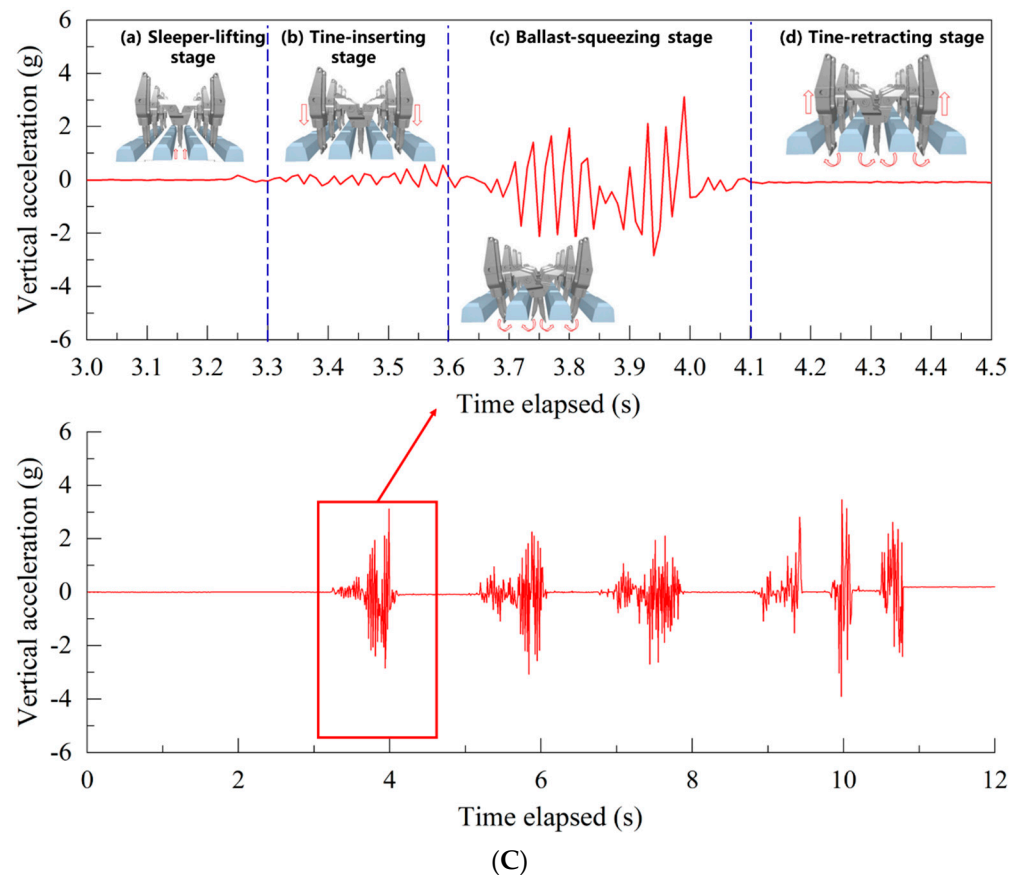 (a) Sleeper-lifting
stage
(b) Tine-inserting
stage
(c) Ballast-squeezing stage
(d) Tine-retracting stage
Vertical acceleration (g)
6
4
2
0
-2
-4
-6
3.0 3.1 3.2 3.3 3.4 3.5 3.6 3.7 3.8 3.9 4.0 4.1 4.2 4.3 4.4 4.5
Time elapsed (s)
Vertical acceleration (g)
6
4
2
0
-2
-4
-6
0 2 4 6 8 10 12
Time elapsed (s)
(C)